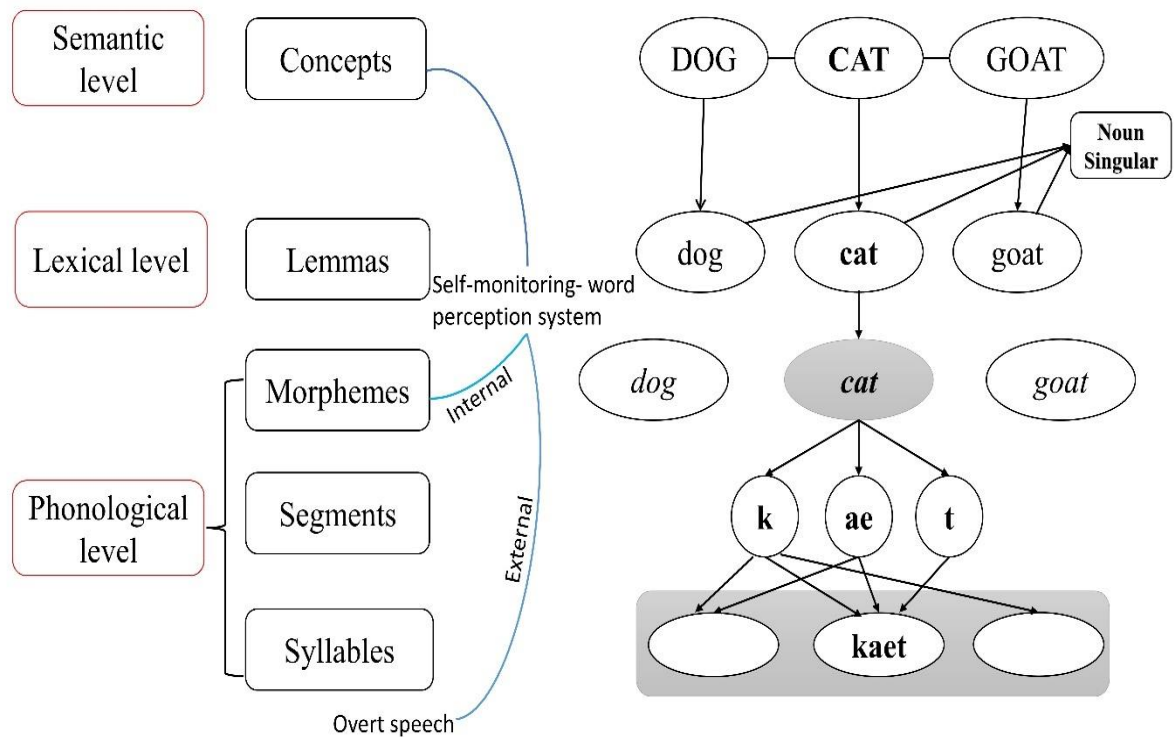 Semantic
level
Concepts
DOG
CAT
GOAT
Noun
Singular
Lexical level
Lemmas
dog
cat
goat
Self-monitoring- word
perception system
Morphemes
Internal
dog
cat
goat
Phonological
level
Segments
External
k
ae
t
Syllables
kaet
Overt speech